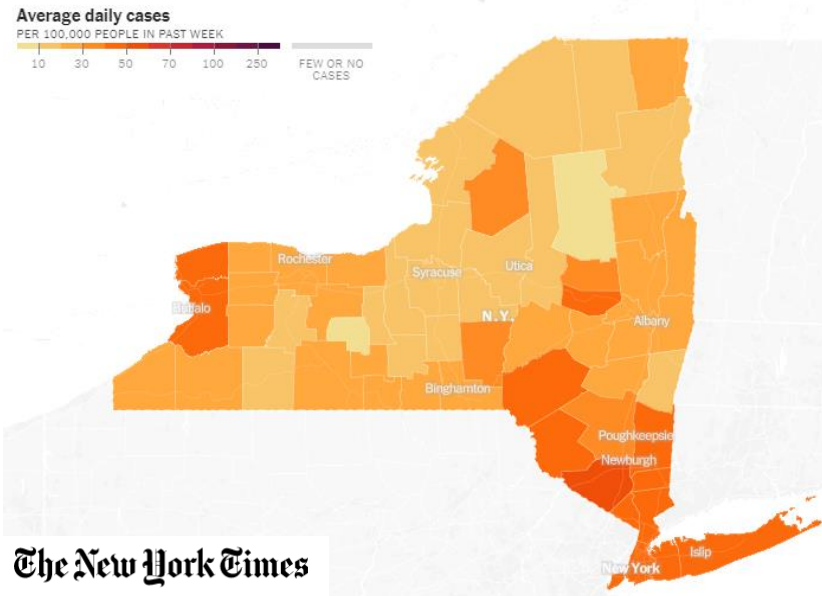 Average daily cases
PER 100,000 PEOPLE IN PAST WEEK
10 30 50 70 100 250
FEW OR NO
CASES
Rochester
Syracuse
Utica
Buffalo
N.Y.
Albany
Binghamton
Poughkeepsie
Newburgh
Islip
New York
The New York Times